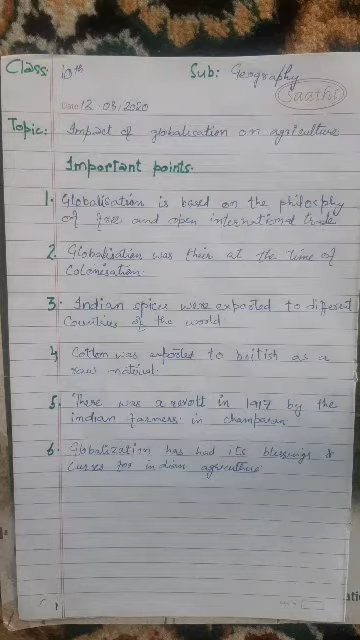 Class: 10th Sub: Geography
Saathi
Date 12-08-2020
Topic: Impact of globalisation on agriculture
Important points.
1. Globalisation is based on the philosphy
of free and open international trade
2. Globalisation was their at the time of
Colonisation.
3. Indian spices were exported to different
Countries of the world.
4. Cotton was exported to british as a
raw material.
5. There was a revolt in 1917 by the
indian farmers in champaran.
6. Globalization has had its blessings &
Curses for indian agriculture